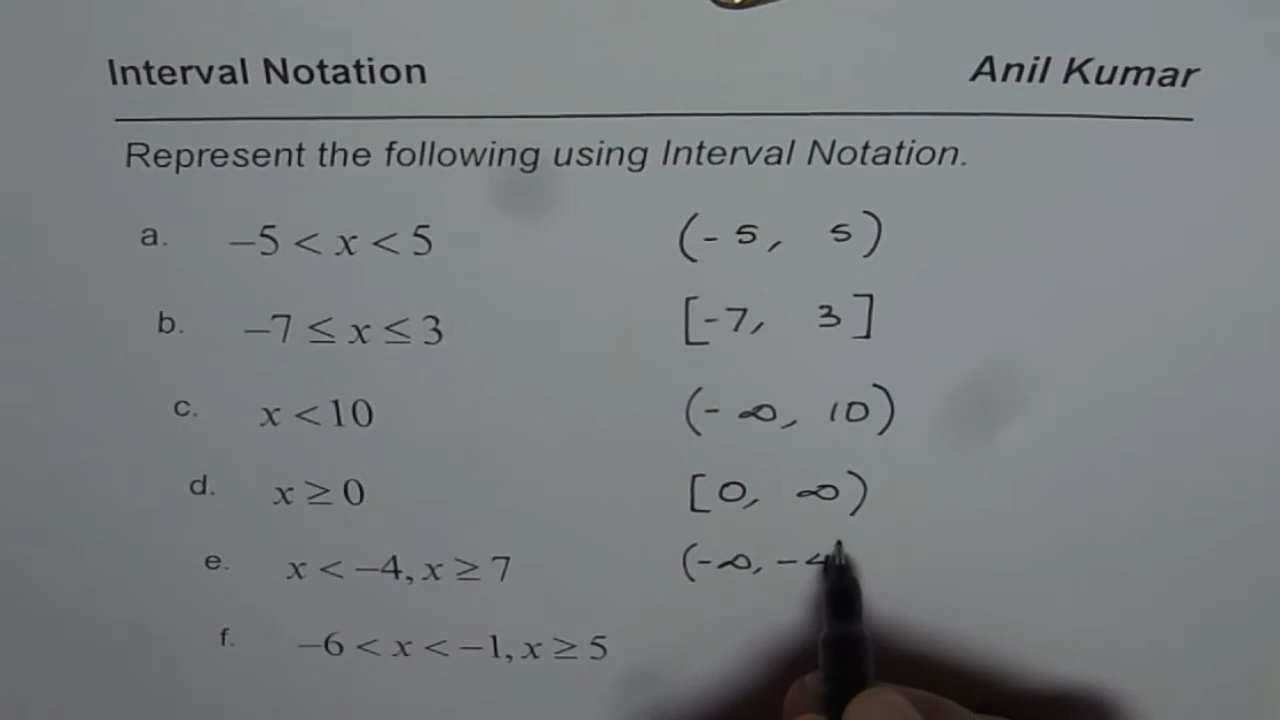 Interval Notation Anil Kumar
Represent the following using Interval Notation.
a. −5 < x < 5 (-5, 5)
b. −7 ≤ x ≤ 3 [-7, 3]
c. x < 10 (-∞, 10)
d. x ≥ 0 [0, ∞)
e. x < −4, x ≥ 7 (-∞, -4
f. −6 < x < −1, x ≥ 5